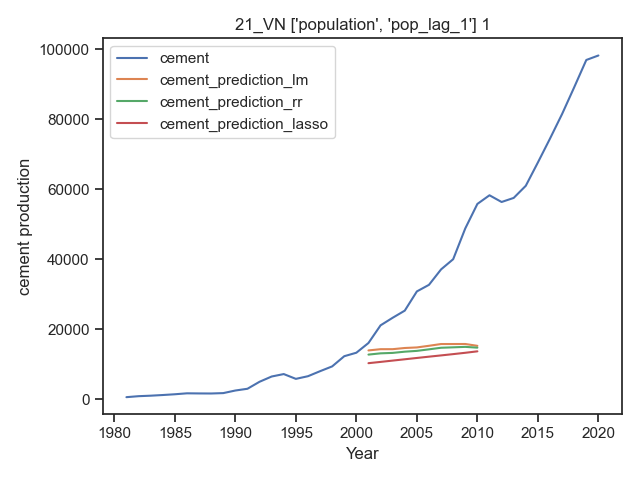 21_VN ['population', 'pop_lag_1'] 1
cement
cement_prediction_lm
cement_prediction_rr
cement_prediction_lasso
cement production
100000
80000
60000
40000
20000
0
1980 1985 1990 1995 2000 2005 2010 2015 2020
Year